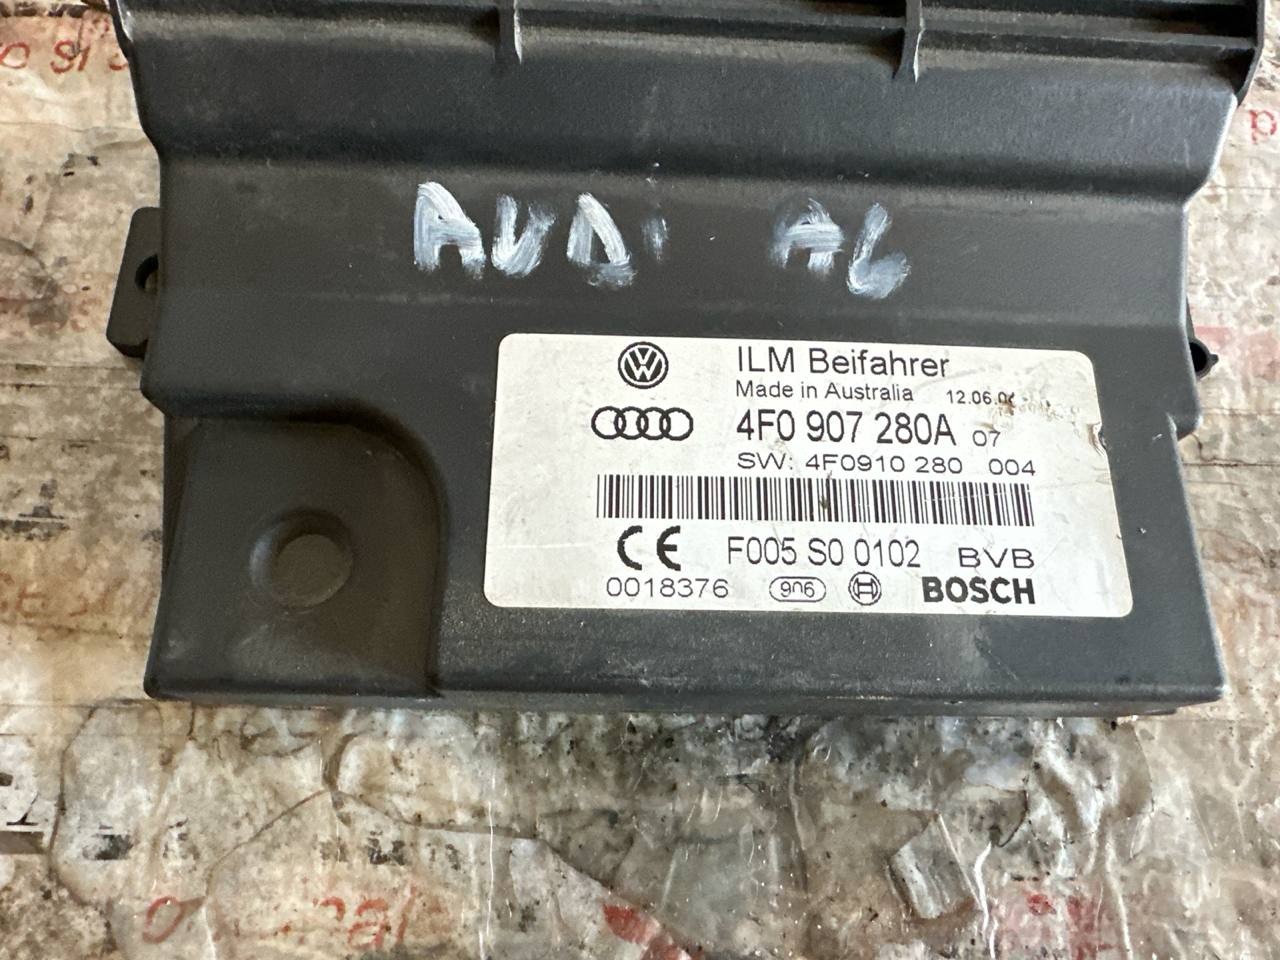 AUDI A6
ILM Beifahrer
Made in Australia
4F0 907 280A 07
SW: 4F0910 280 004
CE F005 S0 0102 BVB
0018376 BOSCH